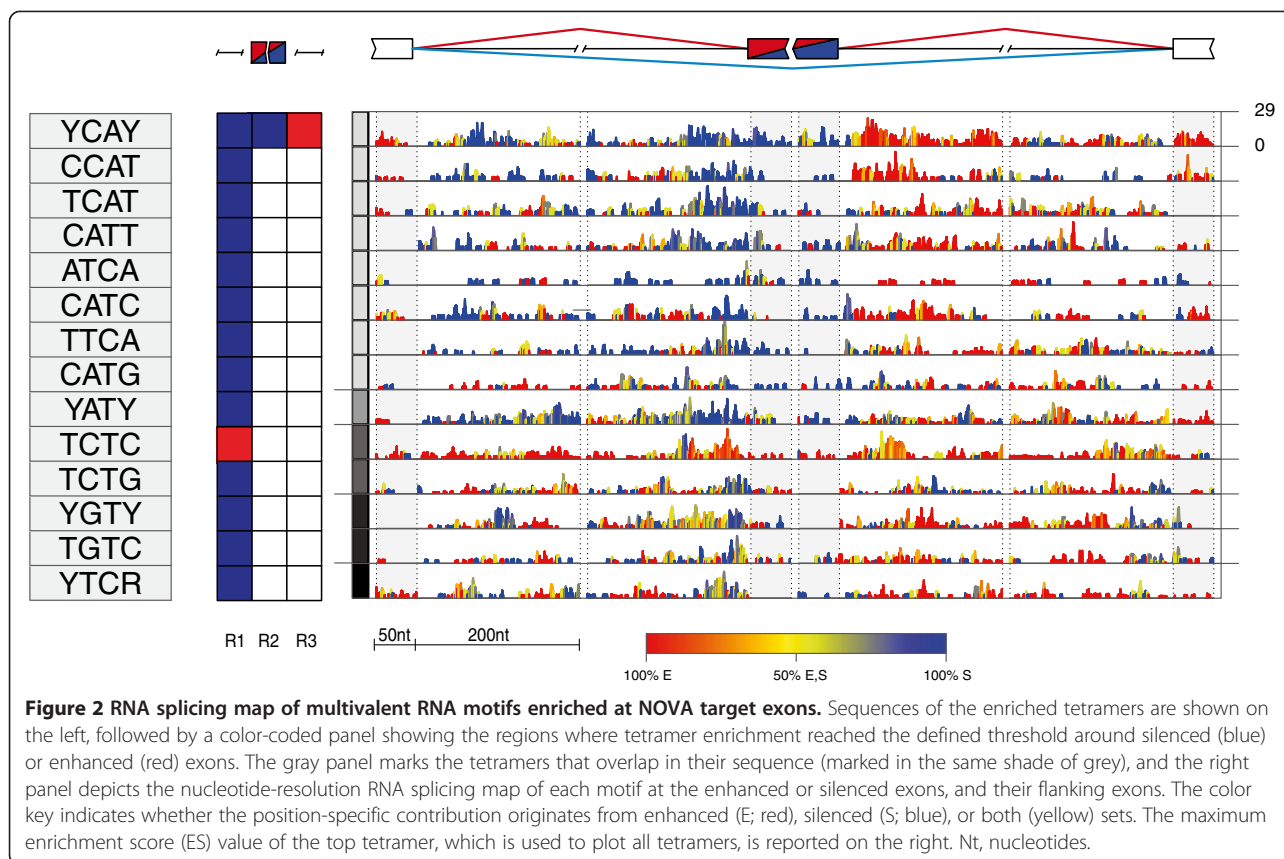 29
0
YCAY
CCAT
TCAT
CATT
ATCA
CATC
TTCA
CATG
YATY
TCTC
TCTG
YGTY
TGTC
YTCR
R1 R2 R3
50nt 200nt
100% E 50% E,S 100% S
Figure 2 RNA splicing map of multivalent RNA motifs enriched at NOVA target exons. Sequences of the enriched tetramers are shown on
the left, followed by a color-coded panel showing the regions where tetramer enrichment reached the defined threshold around silenced (blue)
or enhanced (red) exons. The gray panel marks the tetramers that overlap in their sequence (marked in the same shade of grey), and the right
panel depicts the nucleotide-resolution RNA splicing map of each motif at the enhanced or silenced exons, and their flanking exons. The color
key indicates whether the position-specific contribution originates from enhanced (E; red), silenced (S; blue), or both (yellow) sets. The maximum
enrichment score (ES) value of the top tetramer, which is used to plot all tetramers, is reported on the right. Nt, nucleotides.